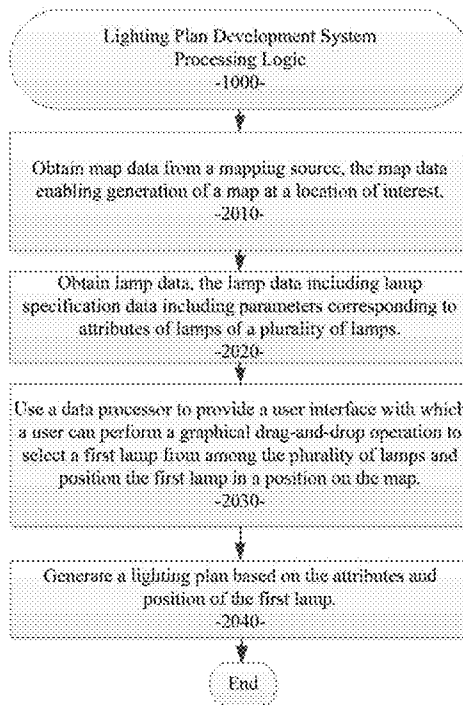 Lighting Plan Development System
Processing Logic
-1000-
Obtain map data from a mapping source, the map data
enabling generation of a map at a location of interest.
-2010-
Obtain lamp data, the lamp data including lamp
specification data including parameters corresponding to
attributes of lamps of a plurality of lamps.
-2020-
Use a data processor to provide a user interface with which
a user can perform a graphical drag-and-drop operation to
select a first lamp from among the plurality of lamps and
position the first lamp in a position on the map.
-2030-
Generate a lighting plan based on the attributes and
position of the first lamp.
-2040-
End